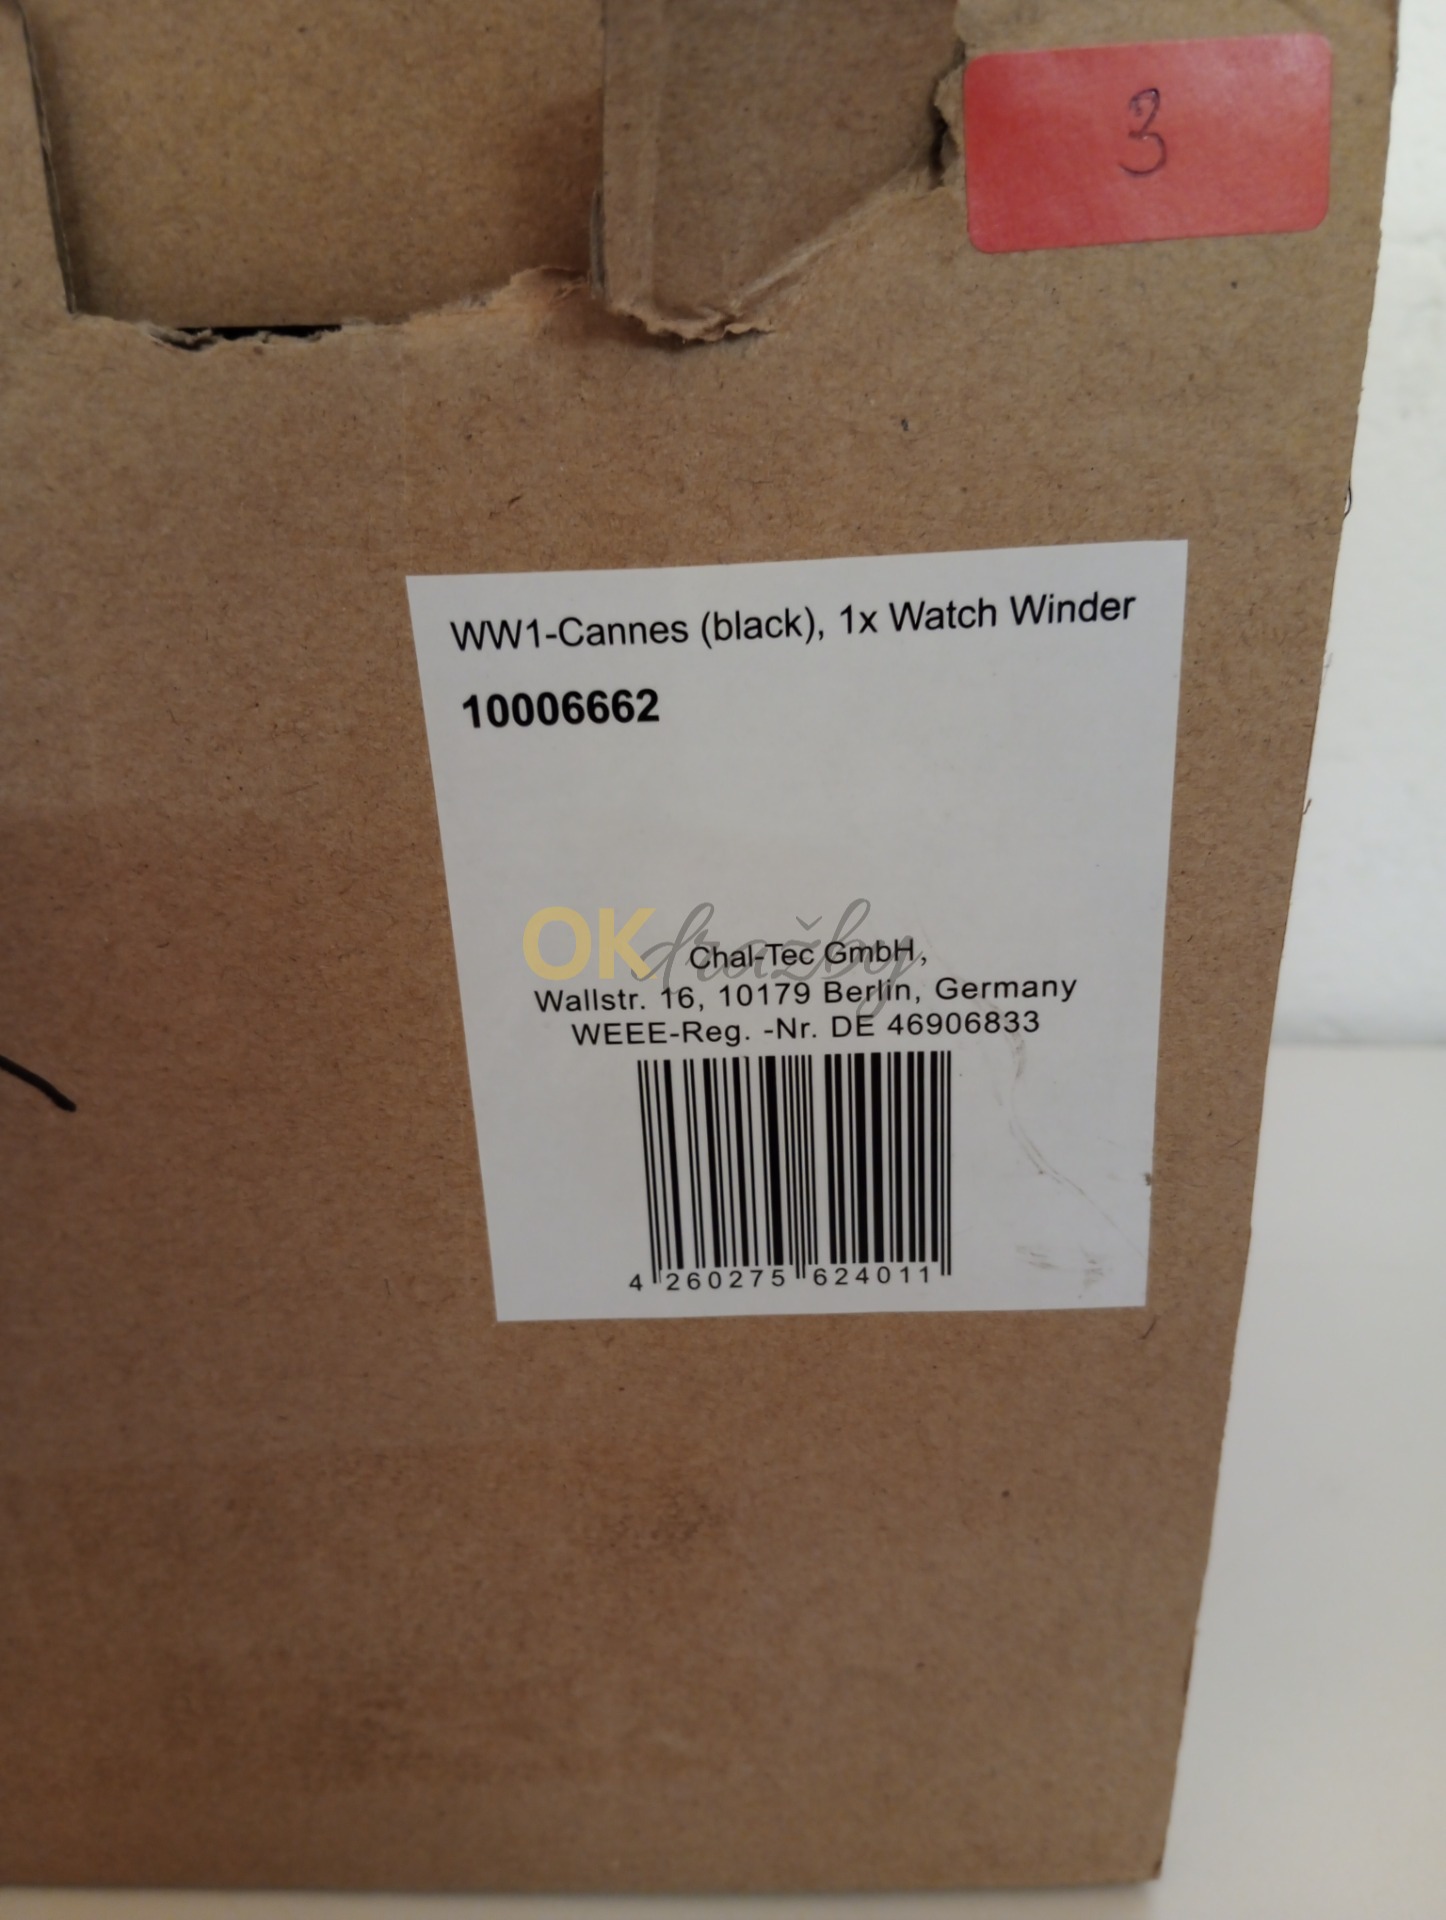 3
WW1-Cannes (black), 1x Watch Winder
10006662
OKdražby
Chal-Tec GmbH,
Wallstr. 16, 10179 Berlin, Germany
WEEE-Reg. -Nr. DE 46906833
4 260275 624011